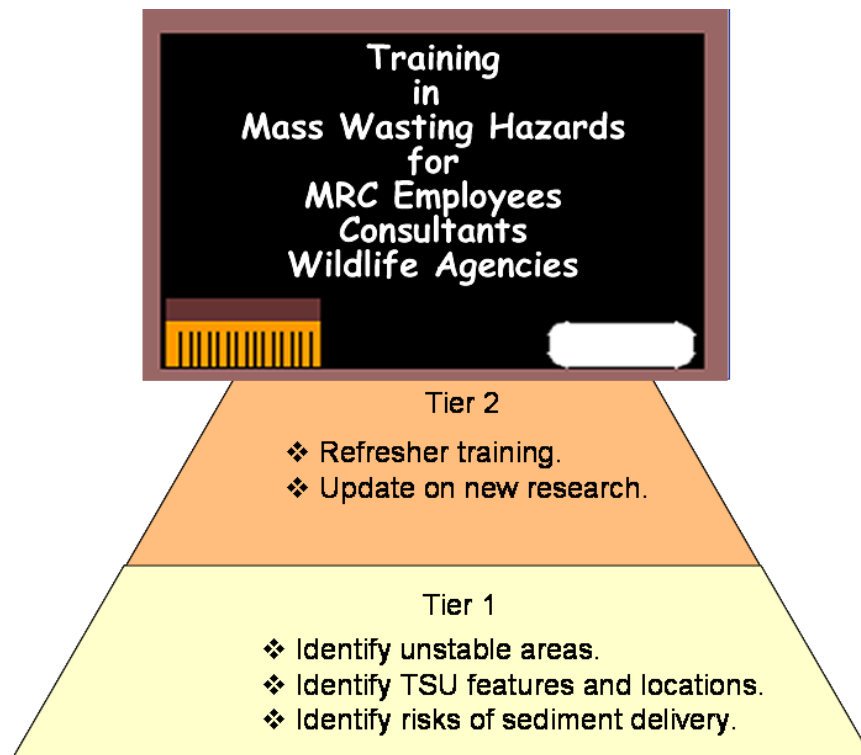 Training
in
Mass Wasting Hazards
for
MRC Employees
Consultants
Wildlife Agencies
Tier 2
❖ Refresher training.
❖ Update on new research.
Tier 1
❖ Identify unstable areas.
❖ Identify TSU features and locations.
❖ Identify risks of sediment delivery.